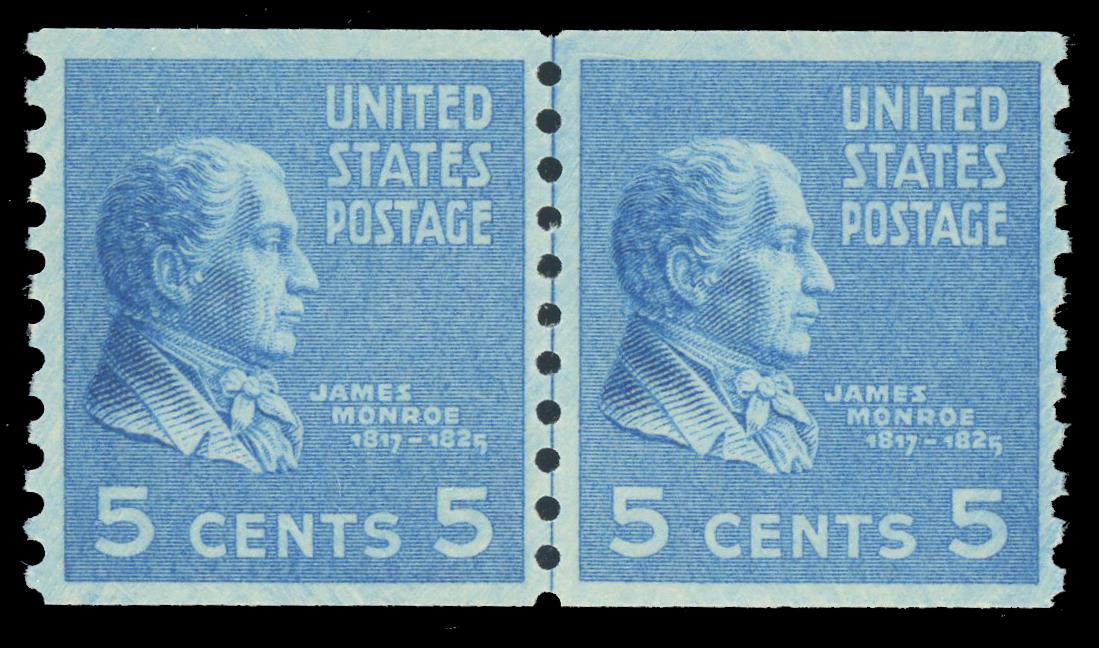 UNITED
STATES
POSTAGE
JAMES
MONROE
1817-1825
5 CENTS 5
UNITED
STATES
POSTAGE
JAMES
MONROE
1817-1825
5 CENTS 5